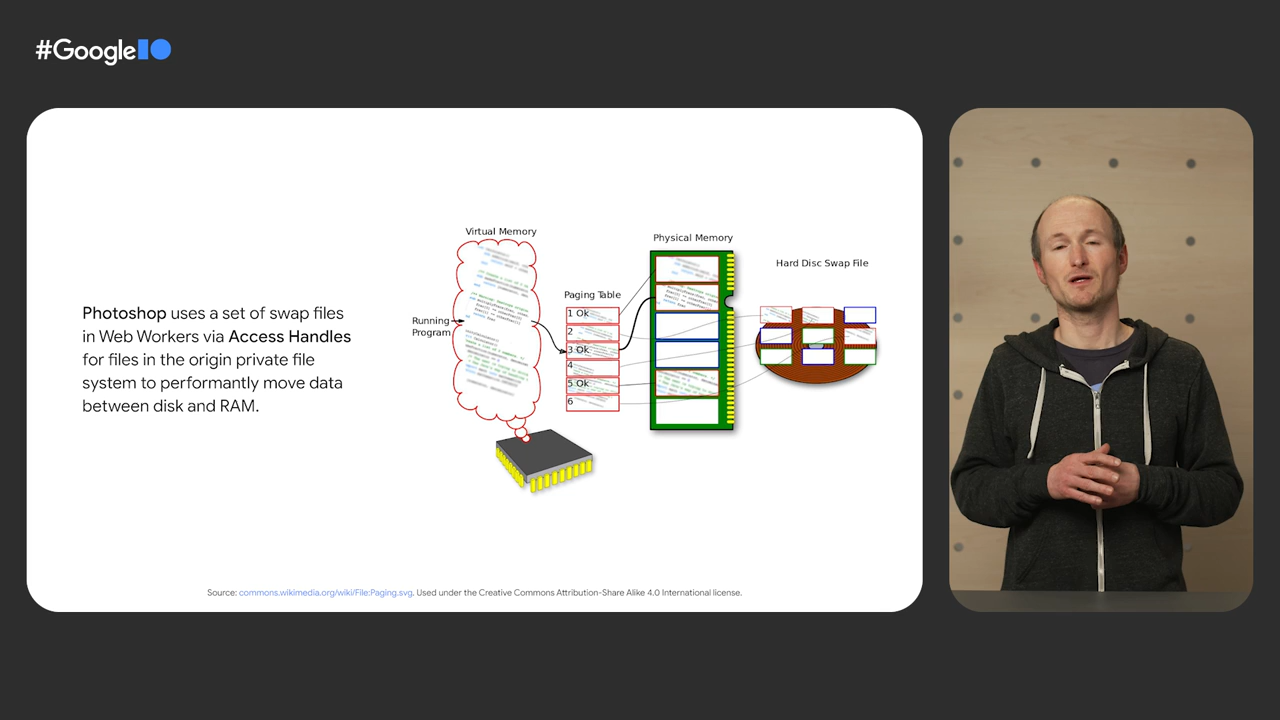 #Google IO
Photoshop uses a set of swap files
in Web Workers via Access Handles
for files in the origin private file
system to performantly move data
between disk and RAM.
Virtual Memory
Running
Program
Paging Table
1 Ok
2
3 Ok
4
5 Ok
6
Physical Memory
Hard Disc Swap File
Source: commons.wikimedia.org/wiki/File:Paging.svg. Used under the Creative Commons Attribution-Share Alike 4.0 International license.